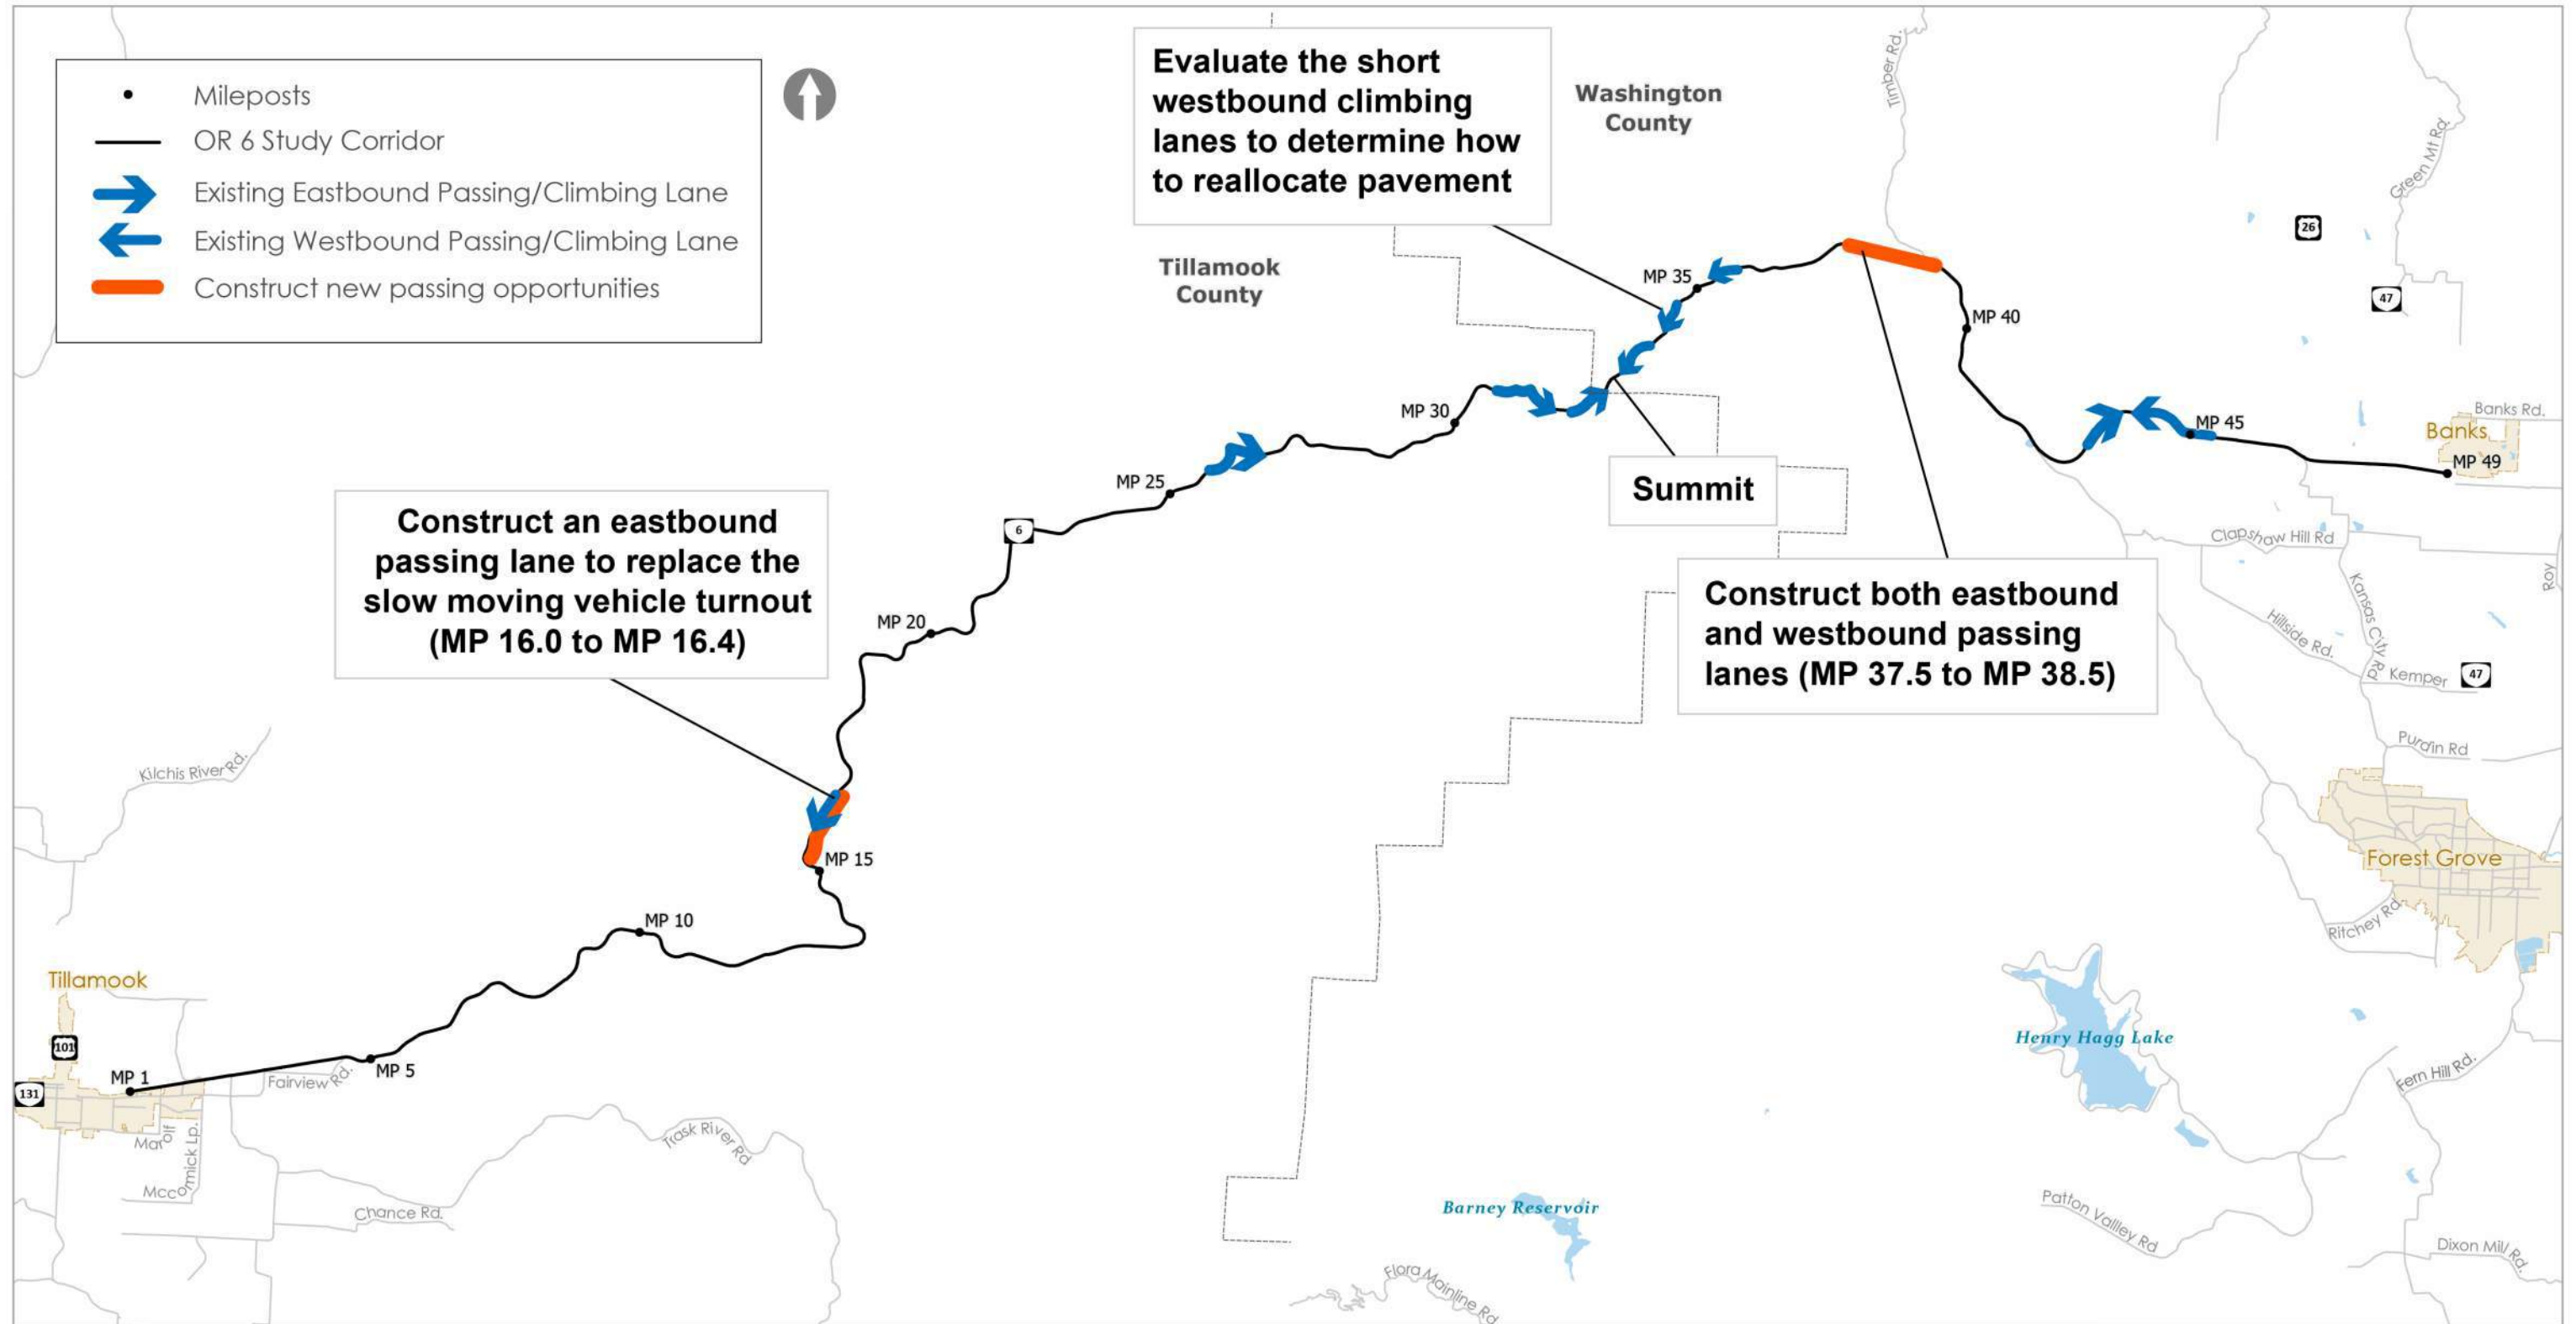 Mileposts
OR 6 Study Corridor
Existing Eastbound Passing/Climbing Lane
Existing Westbound Passing/Climbing Lane
Construct new passing opportunities
Evaluate the short
westbound climbing
lanes to determine how
to reallocate pavement
Washington
County
Timber Rd.
Green Mt Rd.
26
47
Tillamook
County
MP 35
MP 40
MP 30
MP 45
Banks Rd.
Banks
MP 49
MP 25
Summit
Construct an eastbound
passing lane to replace the
slow moving vehicle turnout
(MP 16.0 to MP 16.4)
6
Clapshaw Hill Rd
Roy
Construct both eastbound
and westbound passing
lanes (MP 37.5 to MP 38.5)
Kansas City Rd
Hillside Rd.
MP 20
Kemper
47
Purdin Rd
Kilchis River Rd.
MP 15
Forest Grove
MP 10
Ritchey Rd.
Tillamook
101
Henry Hagg Lake
MP 5
MP 1
Fairview Rd.
131
Fern Hill Rd.
Marolf
Mccormick Lp.
Trask River Rd
Chance Rd.
Barney Reservoir
Patton Vallley Rd
Dixon Mill Rd.
Flora Mainline Rd